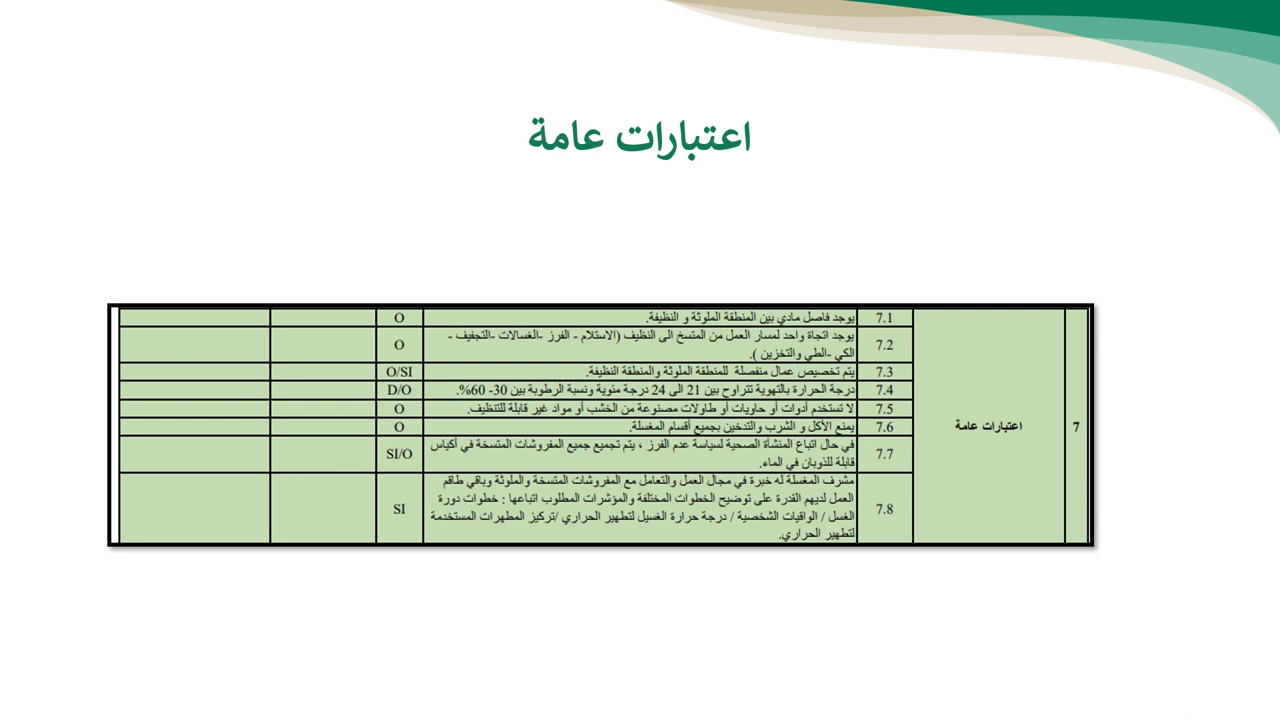 اعتبارات عامة
7
اعتبارات عامة
7.1 يوجد فاصل مادي بين المنطقة الملوثة و النظيفة. O
7.2 يوجد اتجاة واحد لمسار العمل من المتسخ الى النظيف (الاستلام - الفرز -الغسالات -التجفيف -
الكي -الطي والتخزين ). O
7.3 يتم تخصيص عمال منفصلة للمنطقة الملوثة والمنطقة النظيفة. O/SI
7.4 درجة الحرارة بالتهوية تتراوح بين 21 الى 24 درجة مئوية ونسبة الرطوبة بين 30- 60%. D/O
7.5 لا تستخدم أدوات أو حاويات أو طاولات مصنوعة من الخشب أو مواد غير قابلة للتنظيف. O
7.6 يمنع الأكل و الشرب والتدخين بجميع أقسام المغسلة. O
7.7 في حال اتباع المنشأة الصحية لسياسة عدم الفرز ، يتم تجميع جميع المفروشات المتسخة في أكياس
قابلة للذوبان في الماء. SI/O
7.8 مشرف المغسلة له خبرة في مجال العمل والتعامل مع المفروشات المتسخة والملوثة وباقي طاقم
العمل لديهم القدرة على توضيح الخطوات المختلفة والمؤشرات المطلوب اتباعها : خطوات دورة
الغسل / الواقيات الشخصية / درجة حرارة الغسيل لتطهير الحراري /تركيز المطهرات المستخدمة
لتطهير الحراري. SI